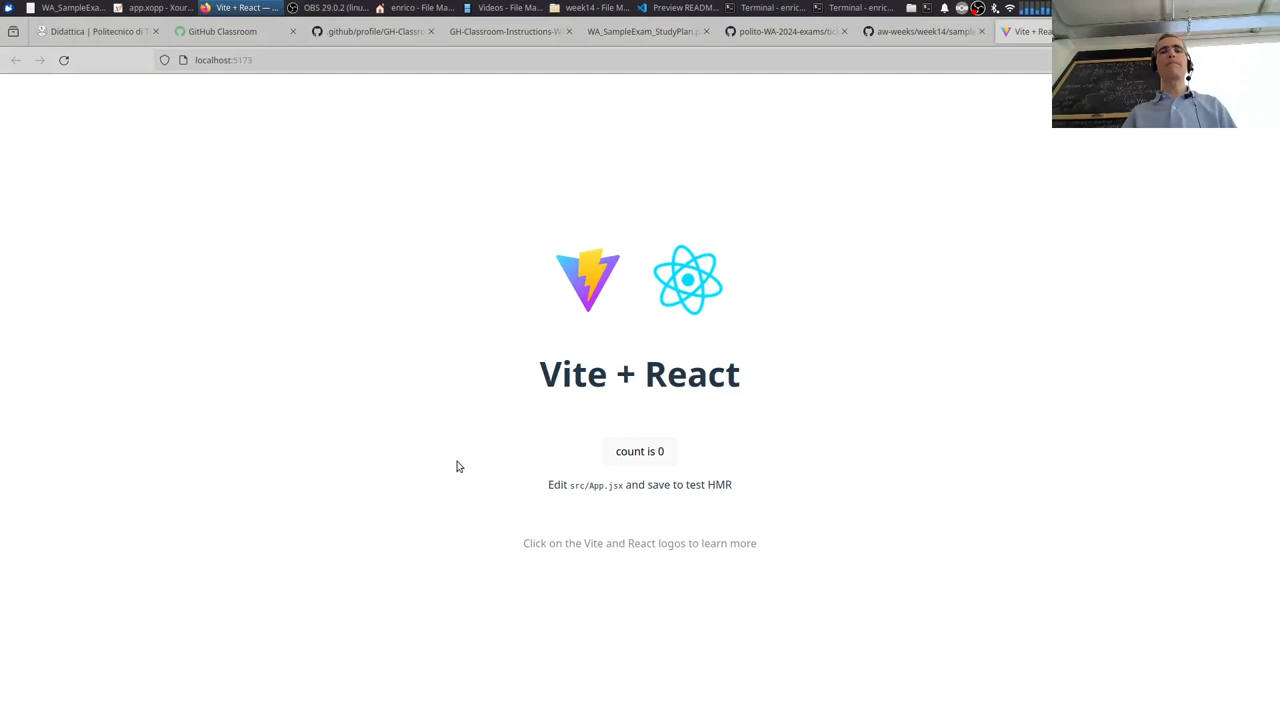 WA_SampleExa...
app.xopp - Xour...
Vite + React — ...
OBS 29.0.2 (linu...
enrico - File Ma...
Videos - File M...
week14 - File M...
Preview READM...
Terminal - enric...
Terminal - enric...
Didattica | Politecnico di T
GitHub Classroom
.github/profile/GH-Classro
GH-Classroom-Instructions-W
WA_SampleExam_StudyPlan.p
polito-WA-2024-exams/tick
aw-weeks/week14/sampl
Vite + Rea
localhost:5173
Vite + React
count is 0
Edit src/App.jsx and save to test HMR
Click on the Vite and React logos to learn more